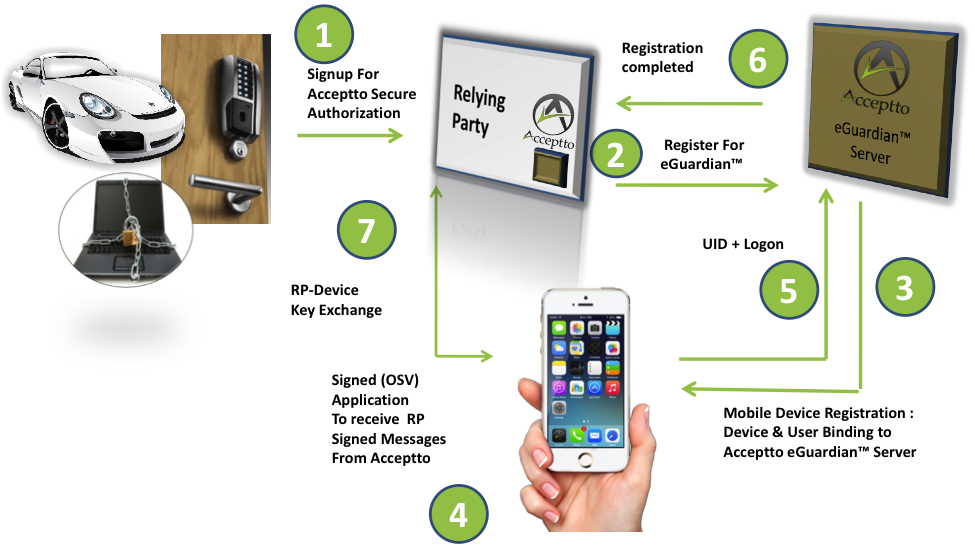 1
Signup For
Acceptto Secure
Authorization
Relying
Party
Acceptto
2
Register For
eGuardian™
Registration
completed
6
Acceptto
eGuardian™
Server
7
RP-Device
Key Exchange
UID + Logon
5
3
Mobile Device Registration :
Device & User Binding to
Acceptto eGuardian™ Server
Signed (OSV)
Application
To receive RP
Signed Messages
From Acceptto
4